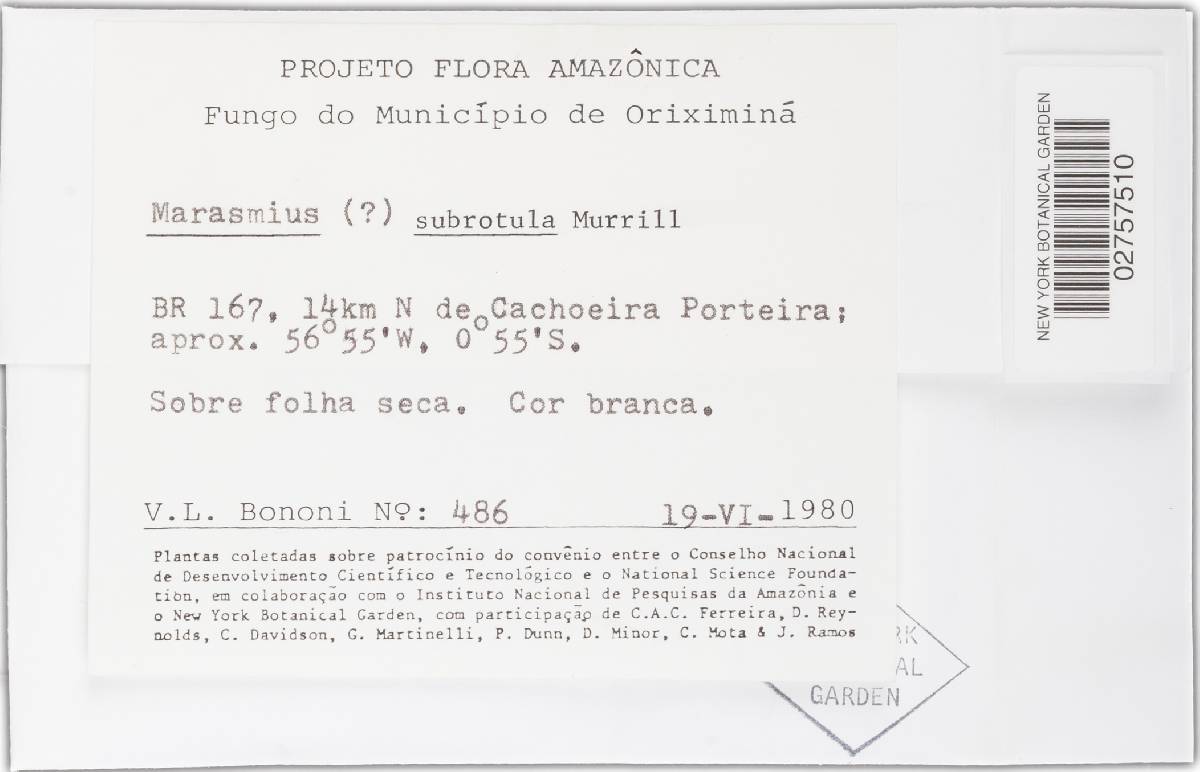 PROJETO FLORA AMAZÔNICA
Fungo do Município de Oriximiná
Marasmius (?) subrotula Murrill
BR 167, 14km N de Cachoeira Porteira;
aprox. 56°55'W, 0°55'S.
Sobre folha seca. Cor branca.
V.L. Bononi Nº: 486 19-VI-1980
Plantas coletadas sobre patrocínio do convênio entre o Conselho Nacional
de Desenvolvimento Científico e Tecnológico e o National Science Founda-
tion, em colaboração com o Instituto Nacional de Pesquisas da Amazônia e
o New York Botanical Garden, com participação de C.A.C. Ferreira, D. Rey-
nolds, C. Davidson, G. Martinelli, P. Dunn, D. Minor, C. Mota & J. Ramos
NEW YORK BOTANICAL GARDEN
02757510
RK
AL
GARDEN